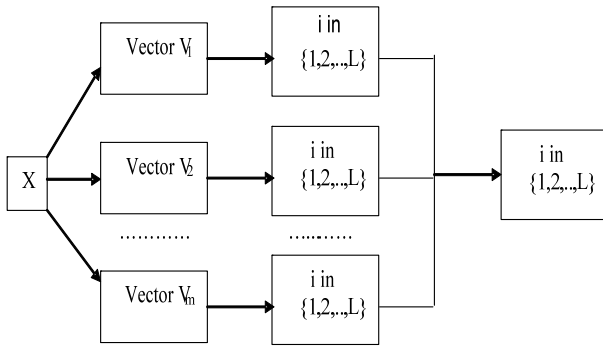 Vector V1
i in
{1,2,..,L}
X
Vector V2
i in
{1,2,..,L}
i in
{1,2,..,L}
............
............
Vector Vm
i in
{1,2,..,L}